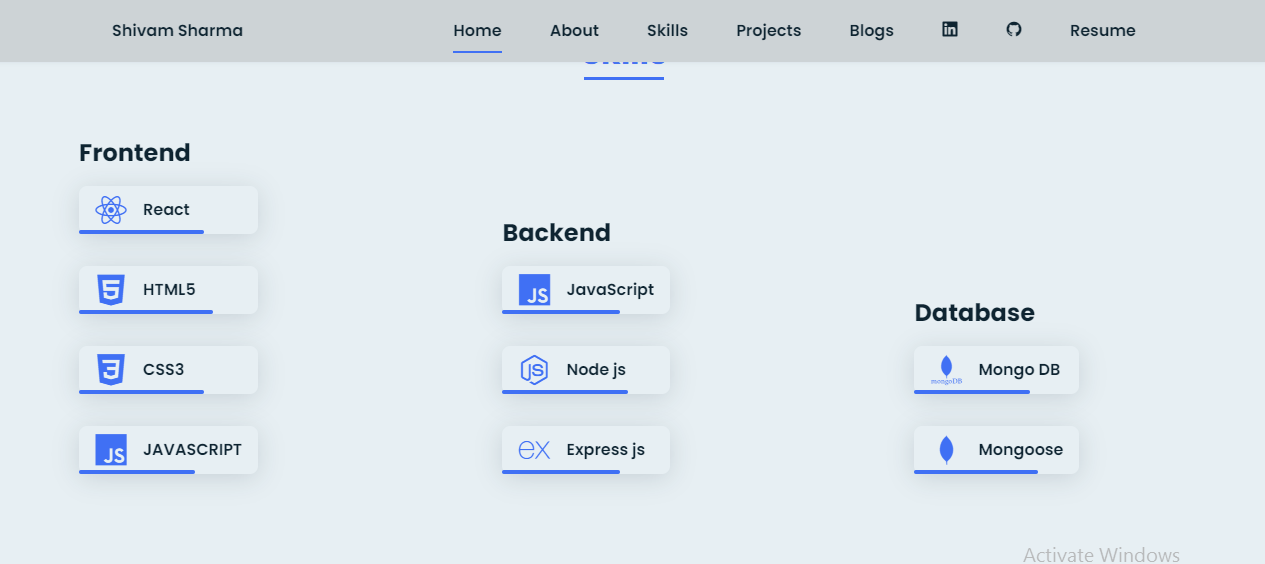 Shivam Sharma Home About Skills Projects Blogs Resume
Skills
Frontend
React
HTML5
CSS3
JS JAVASCRIPT
Backend
JS JavaScript
JS Node js
ex Express js
Database
mongoDB Mongo DB
Mongoose
Activate Windows